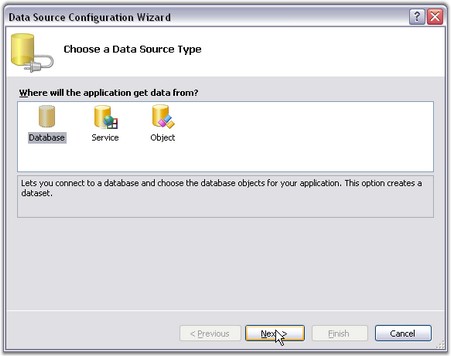 Data Source Configuration Wizard
Choose a Data Source Type
Where will the application get data from?
Database Service Object
Lets you connect to a database and choose the database objects for your application. This option creates a
dataset.
< Previous Next > Finish Cancel